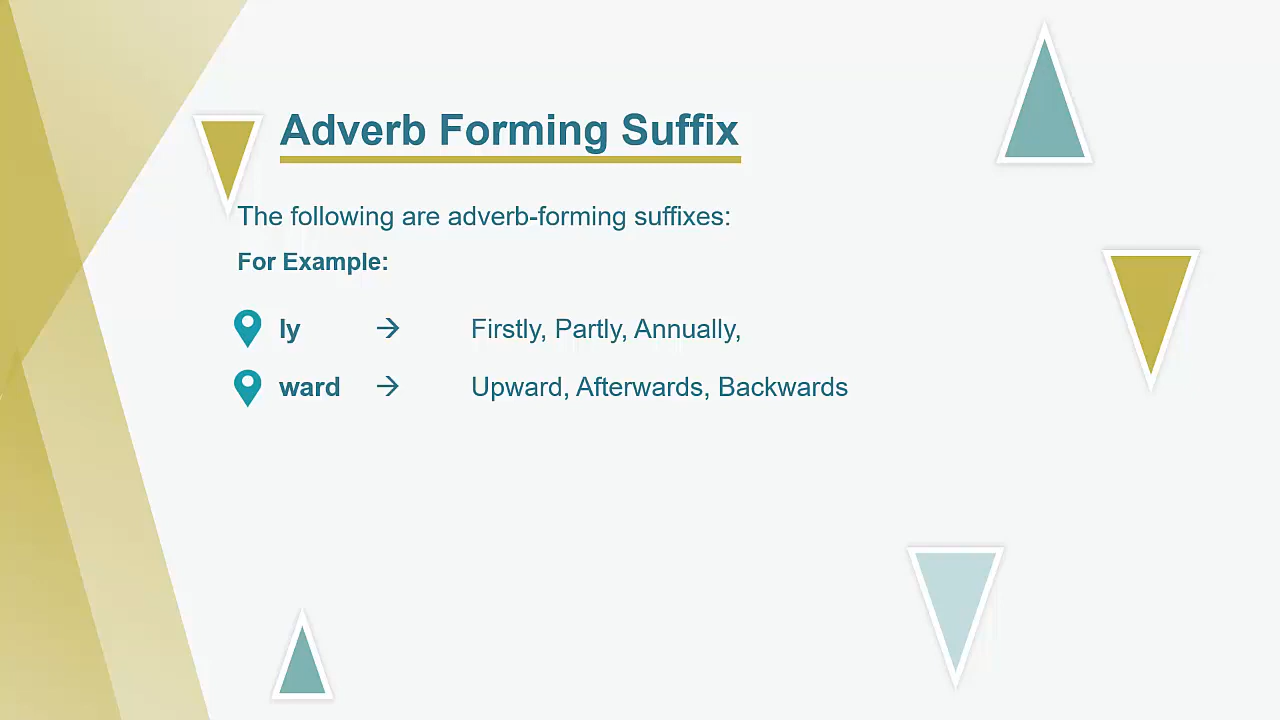 Adverb Forming Suffix
The following are adverb-forming suffixes:
For Example:
ly → Firstly, Partly, Annually,
ward → Upward, Afterwards, Backwards